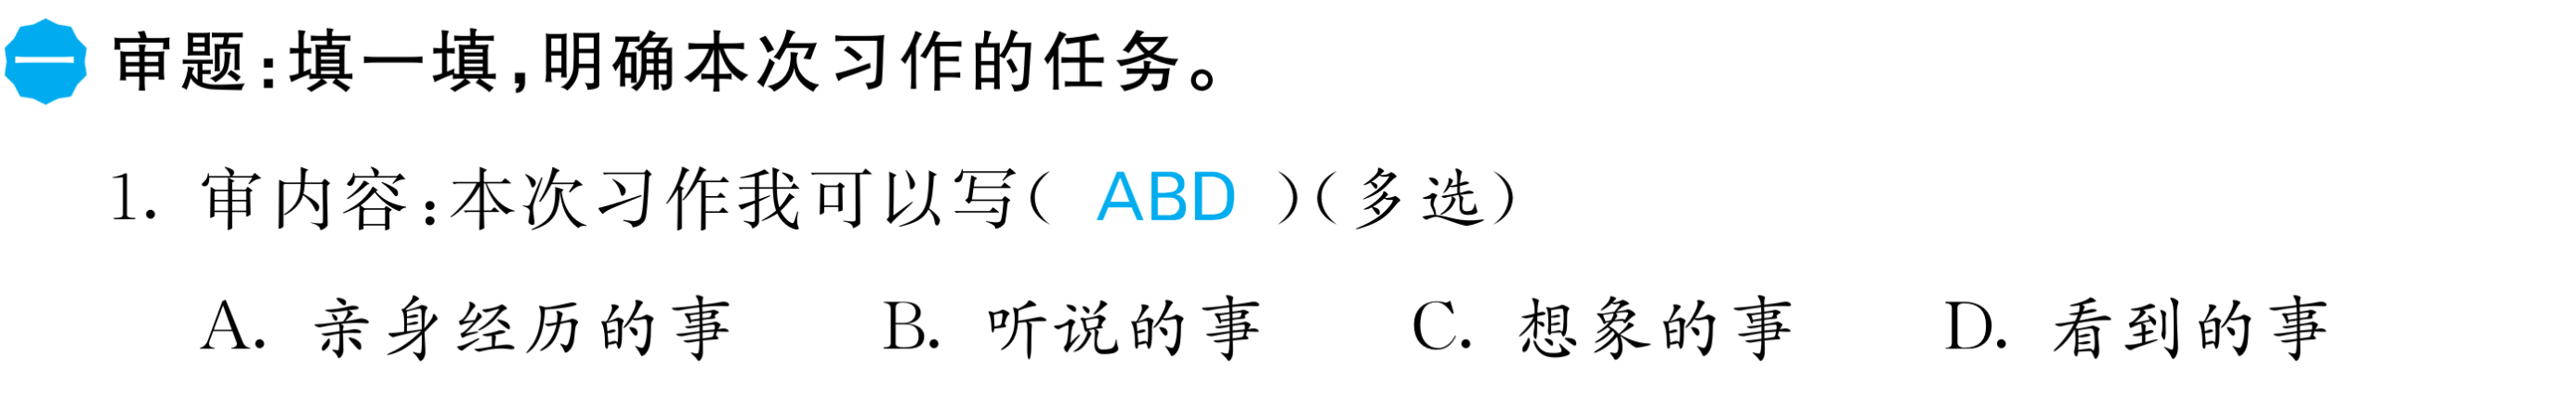 一 审题:填一填,明确本次习作的任务。
1. 审内容:本次习作我可以写( ABD )(多选)
A. 亲身经历的事 B. 听说的事 C. 想象的事 D. 看到的事